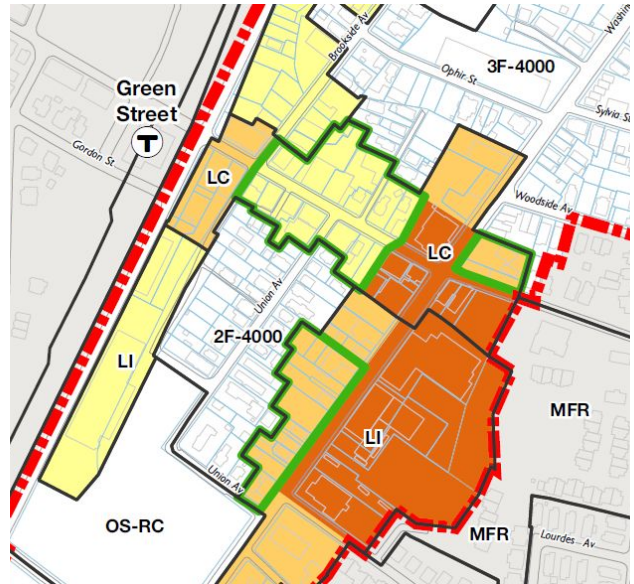 Brookside Av
Washin
3F-4000
Ophir St
Green
Street
T
Sylvia St
Gordon St
LC
Woodside Av
LC
Union Av
2F-4000
LI
MFR
LI
Union Av
OS-RC
MFR
Lourdes Av